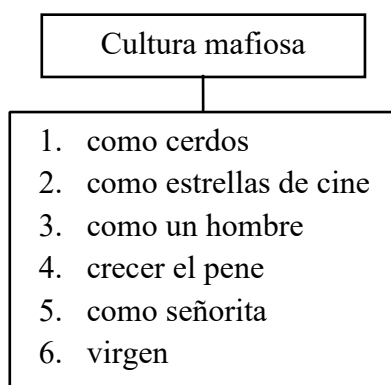 Cultura mafiosa
1. como cerdos
2. como estrellas de cine
3. como un hombre
4. crecer el pene
5. como señorita
6. virgen